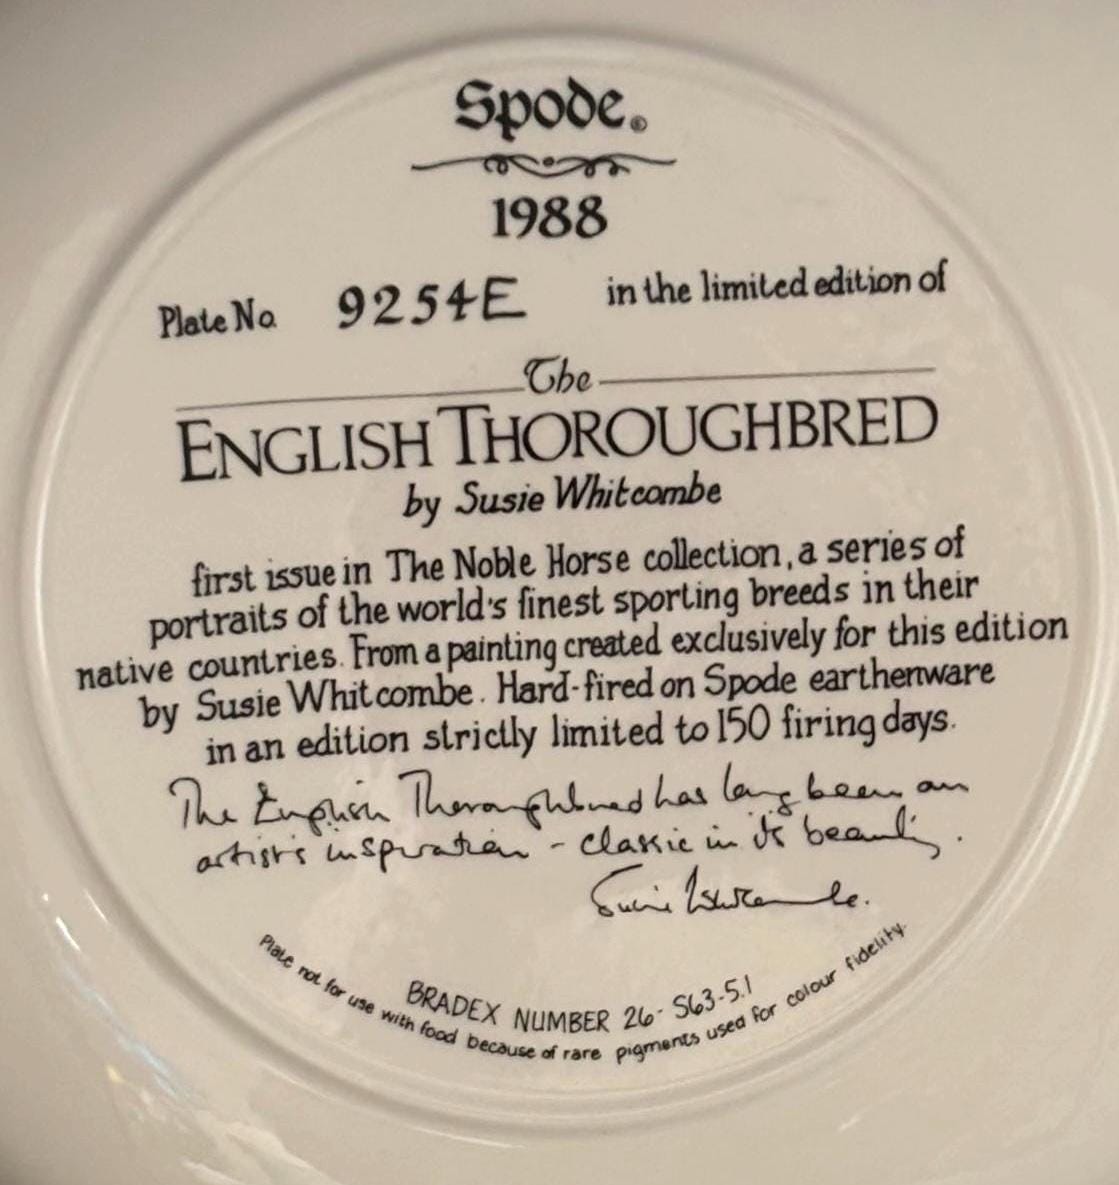 Spode.®
1988
Plate No. 9254E in the limited edition of
The
ENGLISH THOROUGHBRED
by Susie Whitcombe
first issue in The Noble Horse collection, a series of
portraits of the world's finest sporting breeds in their
native countries. From a painting created exclusively for this edition
by Susie Whitcombe. Hard-fired on Spode earthenware
in an edition strictly limited to 150 firing days.
The English Thoroughbred has long been an
artist's inspiration - classic in its beauty.
Susie Whitcombe.
BRADEX NUMBER 26-S63-5.1
Plate not for use with food because of rare pigments used for colour fidelity.